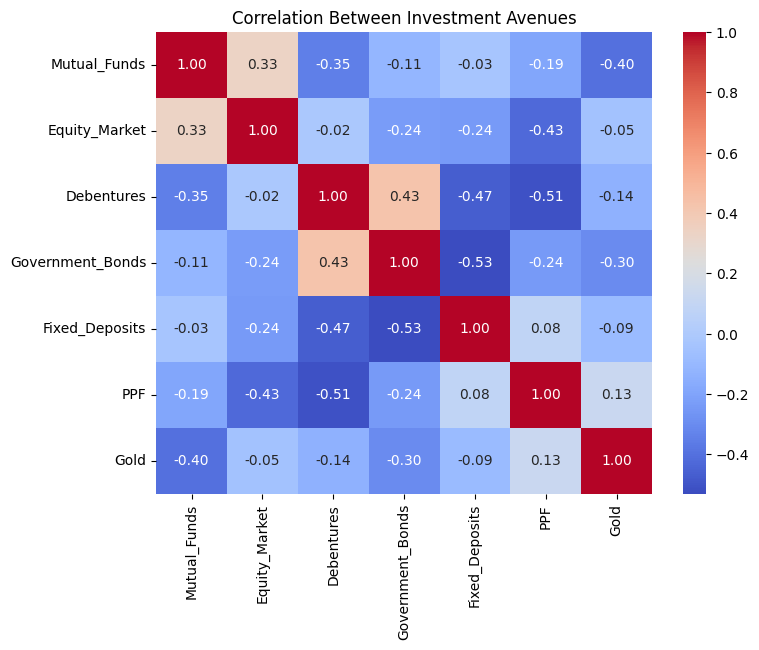 Correlation Between Investment Avenues
Mutual_Funds 1.00 0.33 -0.35 -0.11 -0.03 -0.19 -0.40
Equity_Market 0.33 1.00 -0.02 -0.24 -0.24 -0.43 -0.05
Debentures -0.35 -0.02 1.00 0.43 -0.47 -0.51 -0.14
Government_Bonds -0.11 -0.24 0.43 1.00 -0.53 -0.24 -0.30
Fixed_Deposits -0.03 -0.24 -0.47 -0.53 1.00 0.08 -0.09
PPF -0.19 -0.43 -0.51 -0.24 0.08 1.00 0.13
Gold -0.40 -0.05 -0.14 -0.30 -0.09 0.13 1.00
Mutual_Funds
Equity_Market
Debentures
Government_Bonds
Fixed_Deposits
PPF
Gold
1.0
0.8
0.6
0.4
0.2
0.0
−0.2
−0.4